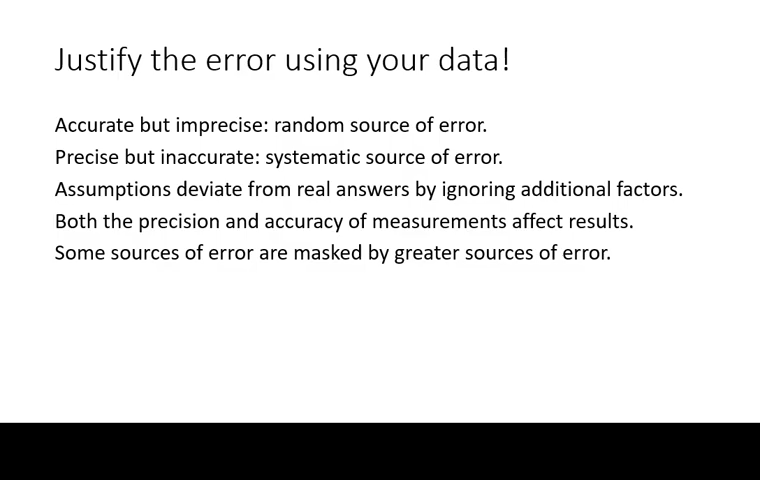 Justify the error using your data!
Accurate but imprecise: random source of error.
Precise but inaccurate: systematic source of error.
Assumptions deviate from real answers by ignoring additional factors.
Both the precision and accuracy of measurements affect results.
Some sources of error are masked by greater sources of error.